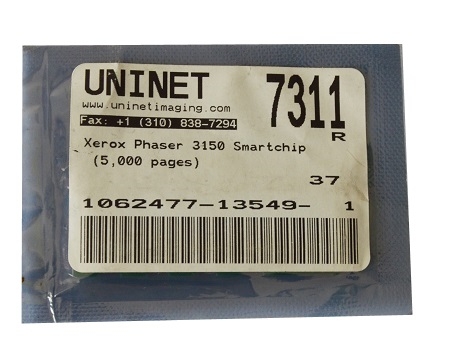 UNINET
7311
www.uninetimaging.com
Fax: +1 (310) 838-7294
R
Xerox Phaser 3150 Smartchip
(5,000 pages)
37
1062477-13549- 1